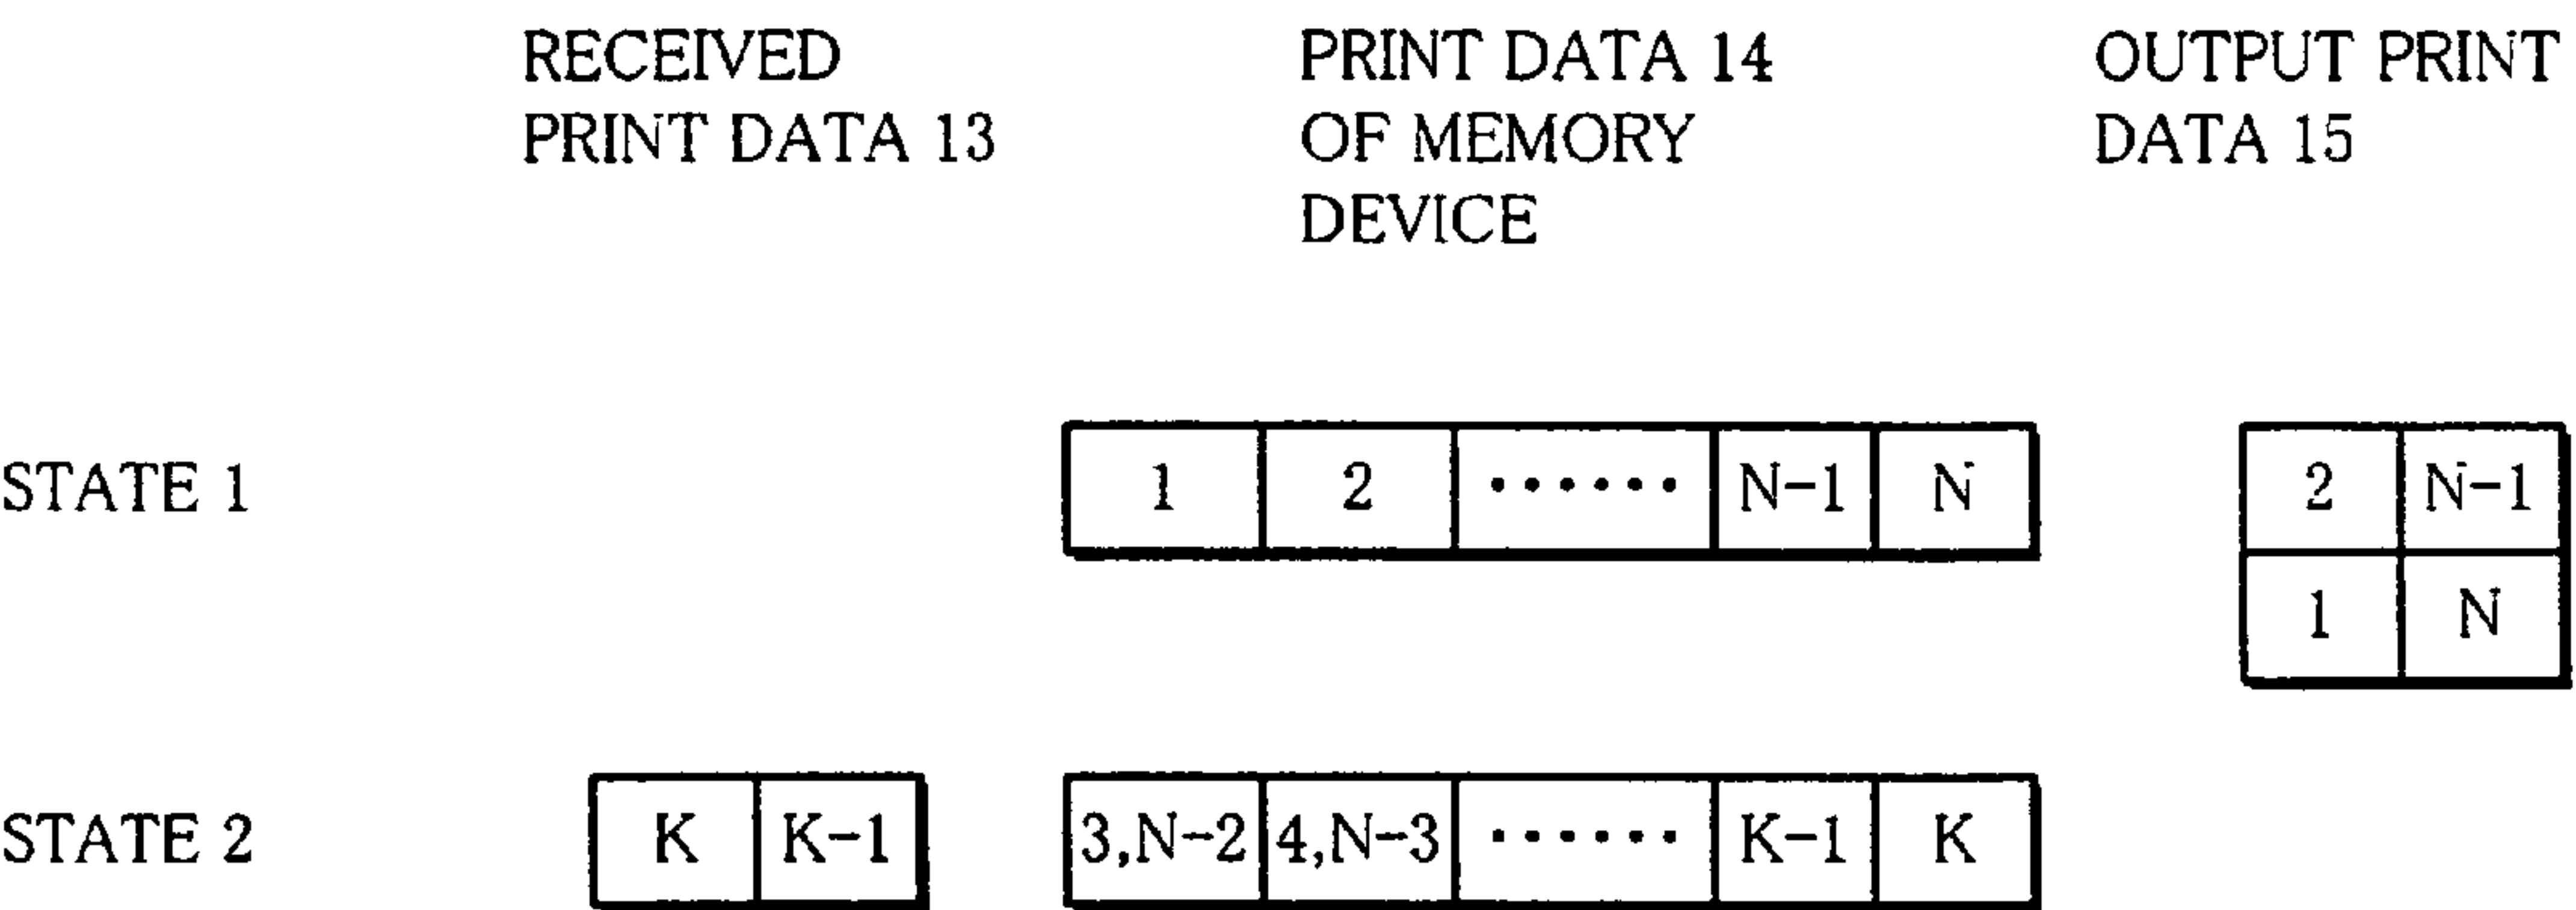 RECEIVED
PRINT DATA 13
PRINT DATA 14
OF MEMORY
DEVICE
OUTPUT PRINT
DATA 15
STATE 1
1 2 ······ N-1 N
2 N-1
1 N
STATE 2
K K-1
3,N-2 4,N-3 ······ K-1 K